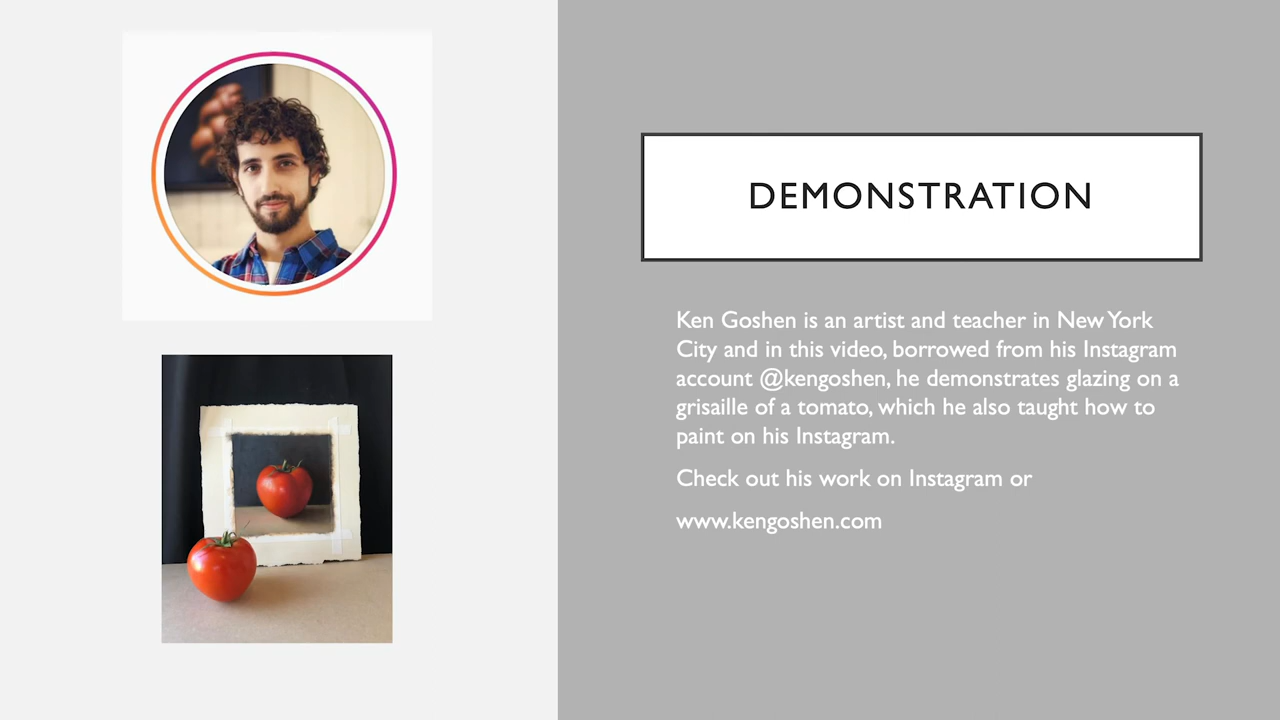 DEMONSTRATION
Ken Goshen is an artist and teacher in New York
City and in this video, borrowed from his Instagram
account @kengoshen, he demonstrates glazing on a
grisaille of a tomato, which he also taught how to
paint on his Instagram.
Check out his work on Instagram or
www.kengoshen.com